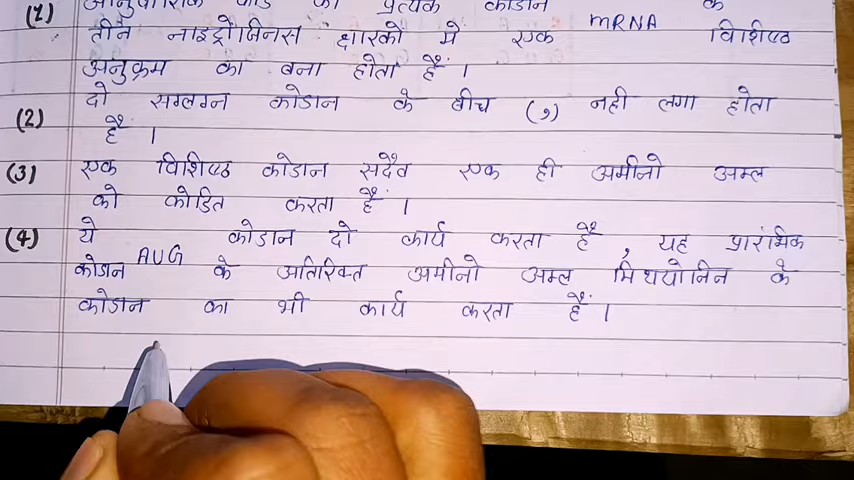 (1) आनुवांशिक कोड का प्रत्येक कोडान के
तीन नाइट्रोजिनस क्षारकों में एक mRNA विशिष्ठ
अनुक्रम का बना होता हैं ।
(2) दो सलग्न कोडान के बीच (,) नही लगा होता
है ।
(3) एक विशिष्ठ कोडान सदैव एक ही अमीनो अम्ल
को कोडित करता हैं ।
(4) ये कोडान दो कार्य करता है , यह प्रारंभिक
कोडान AUG के अतिरिक्त अमीनो अम्ल मिथयोनिन के
कोडान का भी कार्य करता हैं ।